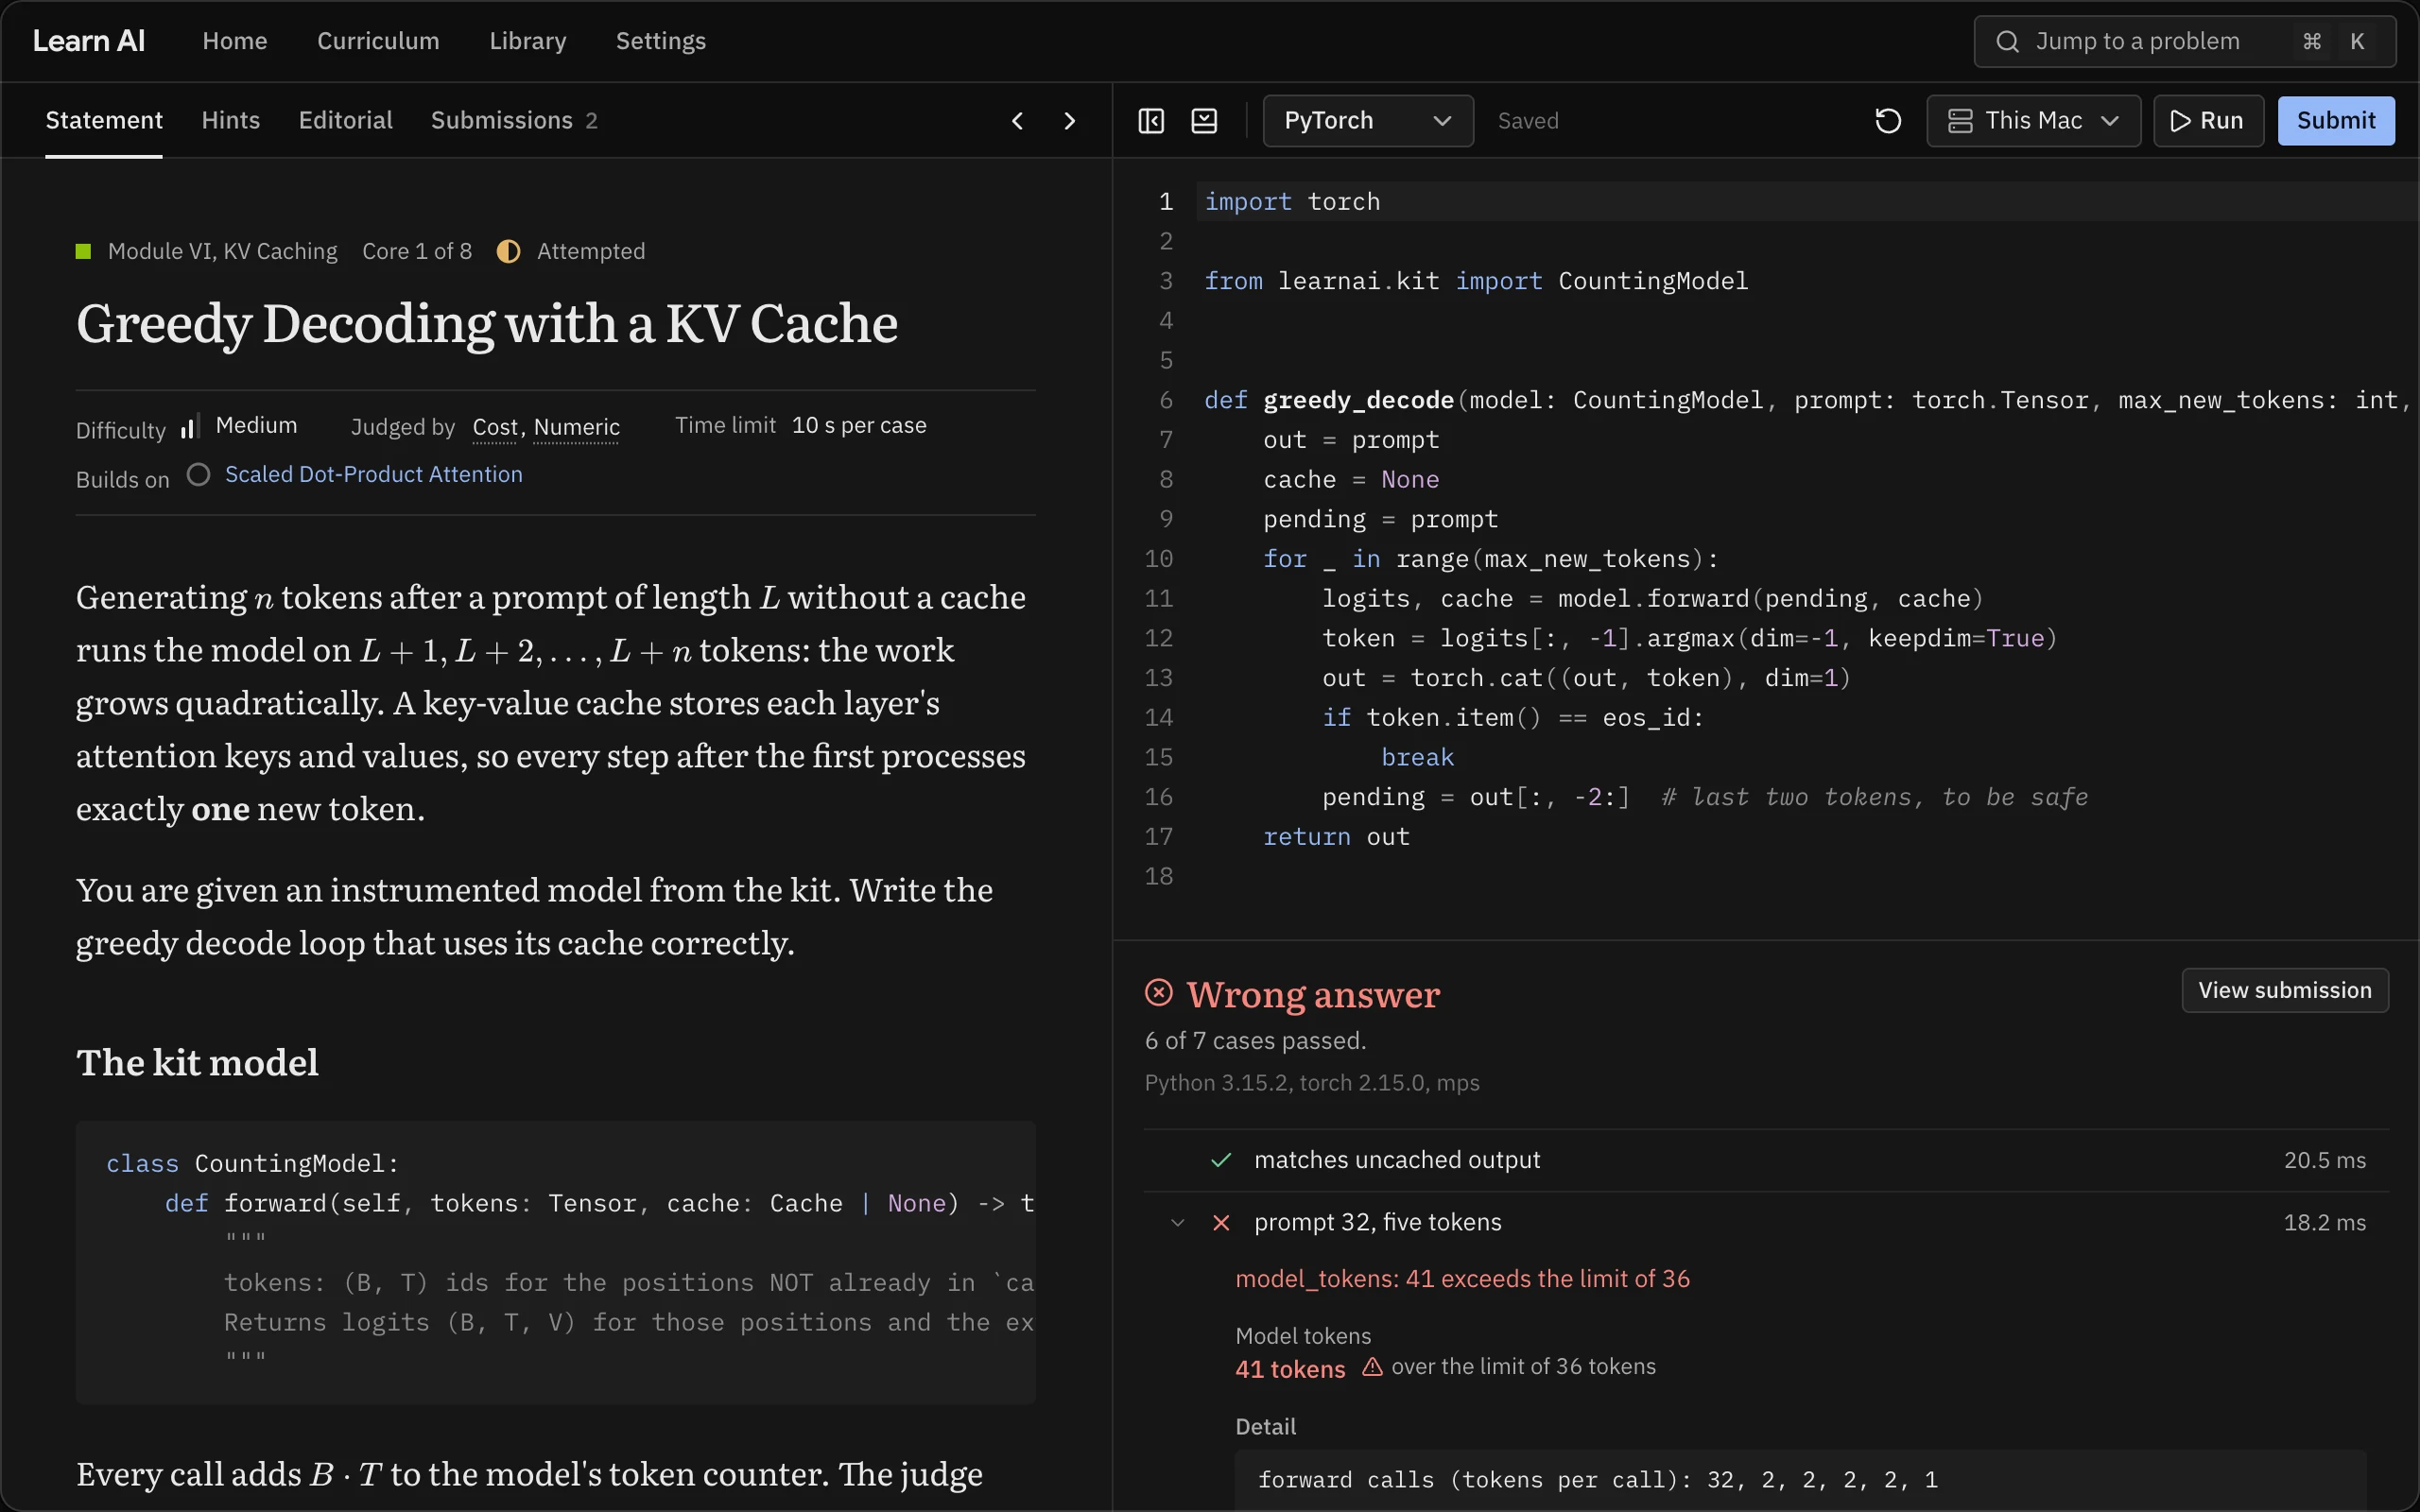 Learn AI Home Curriculum Library Settings Jump to a problem ⌘ K
Statement Hints Editorial Submissions 2
PyTorch Saved This Mac Run Submit
Module VI, KV Caching Core 1 of 8 Attempted
Greedy Decoding with a KV Cache
Difficulty Medium Judged by Cost, Numeric Time limit 10 s per case
Builds on Scaled Dot-Product Attention
Generating n tokens after a prompt of length L without a cache
runs the model on L + 1, L + 2, . . . , L + n tokens: the work
grows quadratically. A key-value cache stores each layer's
attention keys and values, so every step after the first processes
exactly one new token.
You are given an instrumented model from the kit. Write the
greedy decode loop that uses its cache correctly.
The kit model
class CountingModel:
    def forward(self, tokens: Tensor, cache: Cache | None) -> t
        """
        tokens: (B, T) ids for the positions NOT already in `ca
        Returns logits (B, T, V) for those positions and the ex
        """
Every call adds B · T to the model's token counter. The judge
1 import torch
2
3 from learnai.kit import CountingModel
4
5
6 def greedy_decode(model: CountingModel, prompt: torch.Tensor, max_new_tokens: int,
7     out = prompt
8     cache = None
9     pending = prompt
10     for _ in range(max_new_tokens):
11         logits, cache = model.forward(pending, cache)
12         token = logits[:, -1].argmax(dim=-1, keepdim=True)
13         out = torch.cat((out, token), dim=1)
14         if token.item() == eos_id:
15             break
16         pending = out[:, -2:]  # last two tokens, to be safe
17     return out
18
Wrong answer View submission
6 of 7 cases passed.
Python 3.15.2, torch 2.15.0, mps
matches uncached output 20.5 ms
prompt 32, five tokens 18.2 ms
model_tokens: 41 exceeds the limit of 36
Model tokens
41 tokens over the limit of 36 tokens
Detail
forward calls (tokens per call): 32, 2, 2, 2, 2, 1